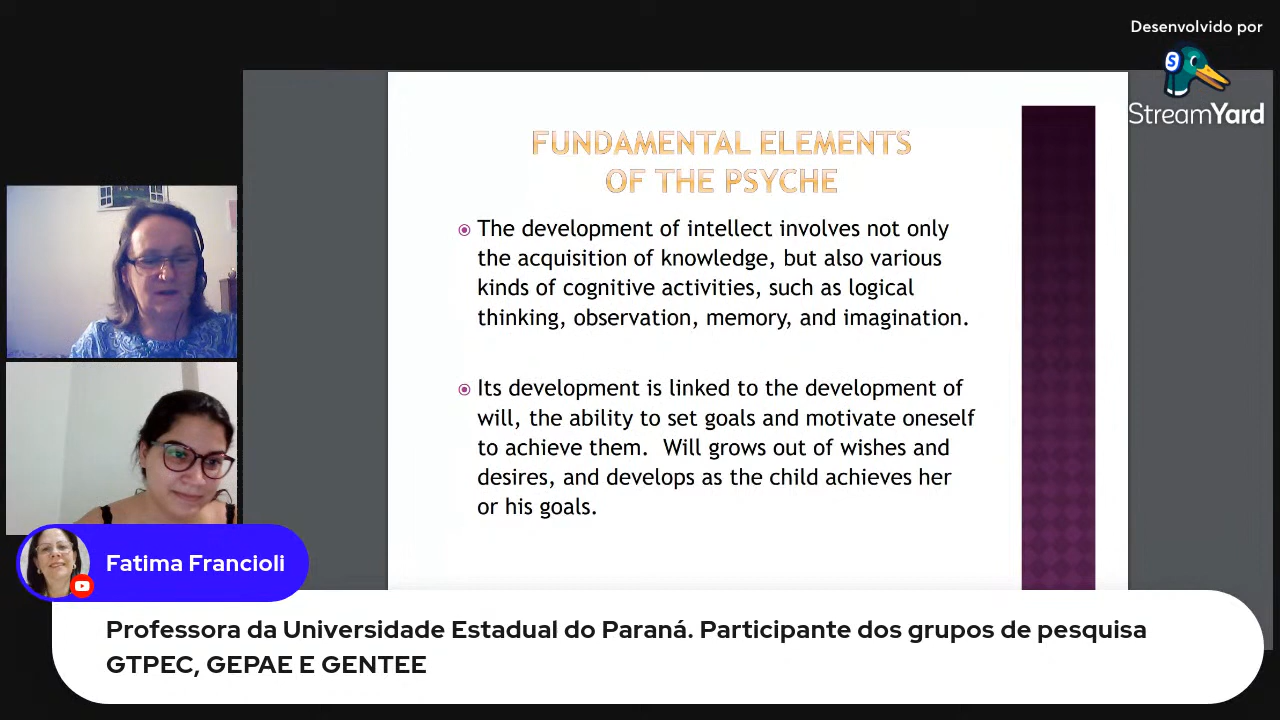 Desenvolvido por
StreamYard
FUNDAMENTAL ELEMENTS
OF THE PSYCHE
The development of intellect involves not only
the acquisition of knowledge, but also various
kinds of cognitive activities, such as logical
thinking, observation, memory, and imagination.
Its development is linked to the development of
will, the ability to set goals and motivate oneself
to achieve them.  Will grows out of wishes and
desires, and develops as the child achieves her
or his goals.
Fatima Francioli
Professora da Universidade Estadual do Paraná. Participante dos grupos de pesquisa
GTPEC, GEPAE E GENTEE